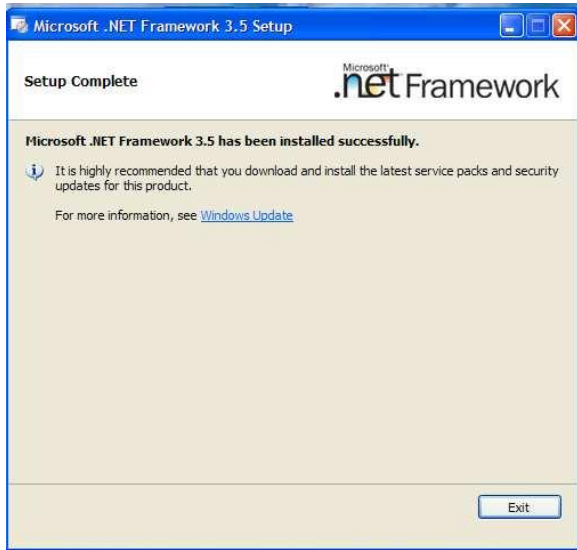 Microsoft .NET Framework 3.5 Setup
Setup Complete
Microsoft
.net Framework
Microsoft .NET Framework 3.5 has been installed successfully.
It is highly recommended that you download and install the latest service packs and security
updates for this product.
For more information, see Windows Update
Exit